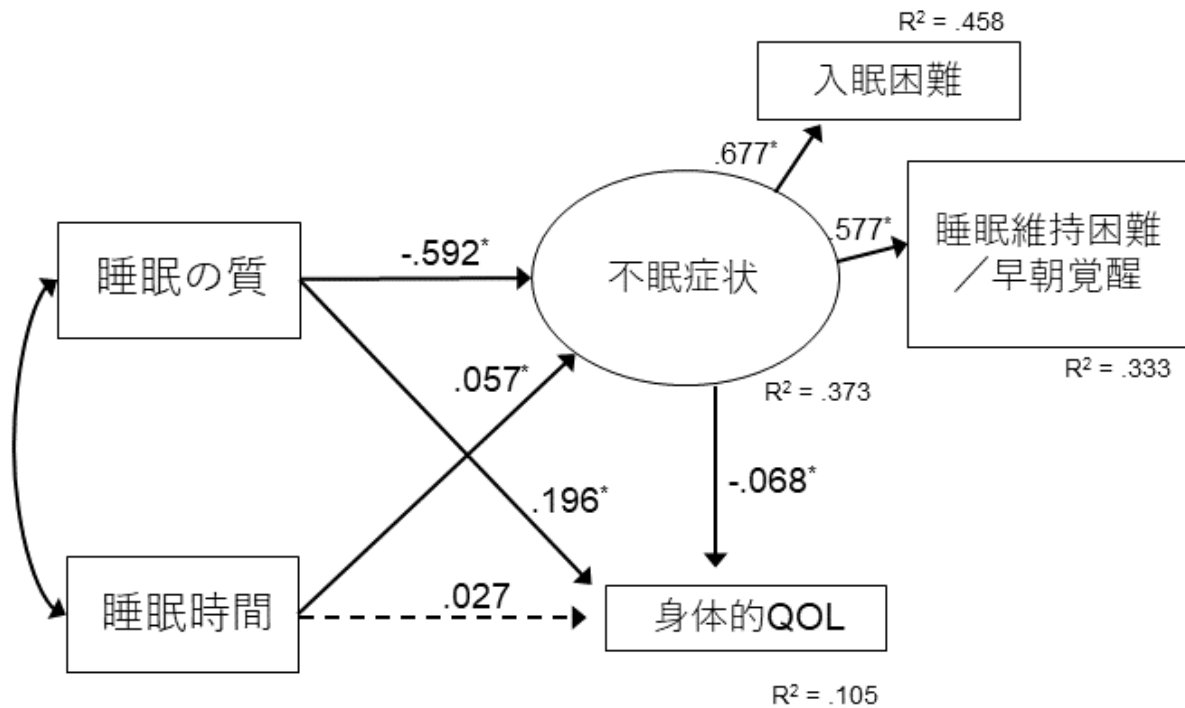 R² = .458
入眠困難
.677*
.577*
睡眠維持困難
／早朝覚醒
R² = .333
睡眠の質
-.592*
不眠症状
R² = .373
.057*
.196*
-.068*
睡眠時間
.027
身体的QOL
R² = .105